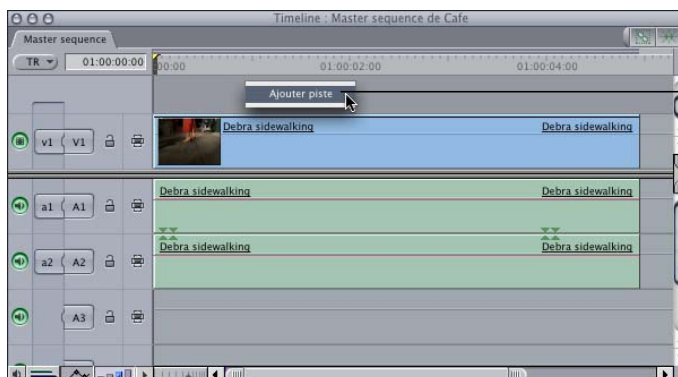 Timeline : Master sequence de Cafe
Master sequence
TR 01:00:00:00 00:00 01:00:02:00 01:00:04:00
Ajouter piste
v1 V1 Debra sidewalking Debra sidewalking
a1 A1 Debra sidewalking Debra sidewalking
a2 A2 Debra sidewalking Debra sidewalking
A3